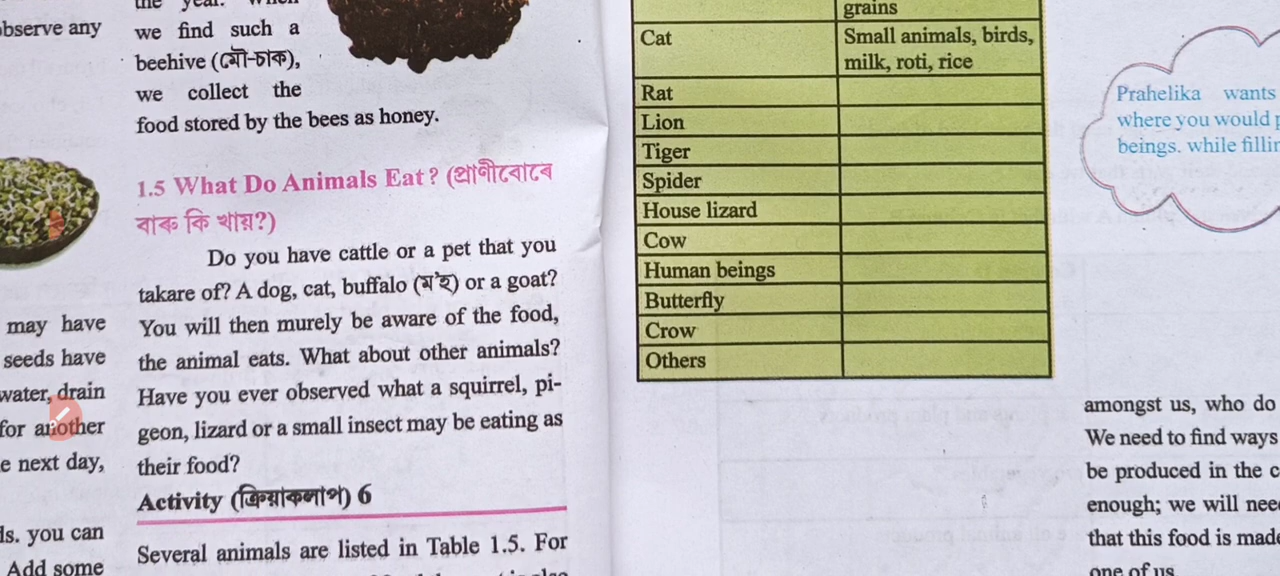 observe any
may have
seeds have
water, drain
for another
e next day,
ds. you can
Add some
the year. When
we find such a
beehive (মৌ-চাক),
we collect the
food stored by the bees as honey.
1.5 What Do Animals Eat? (প্ৰাণীবোৰে
বাৰু কি খায়?)
Do you have cattle or a pet that you
takare of? A dog, cat, buffalo (ম'হ) or a goat?
You will then murely be aware of the food,
the animal eats. What about other animals?
Have you ever observed what a squirrel, pi-
geon, lizard or a small insect may be eating as
their food?
Activity (ক্ৰিয়াকলাপ) 6
Several animals are listed in Table 1.5. For
grains
Cat Small animals, birds,
milk, roti, rice
Rat
Lion
Tiger
Spider
House lizard
Cow
Human beings
Butterfly
Crow
Others
Prahelika wants
where you would
beings. while fillin
amongst us, who do
We need to find ways
be produced in the c
enough; we will need
that this food is made
one of us